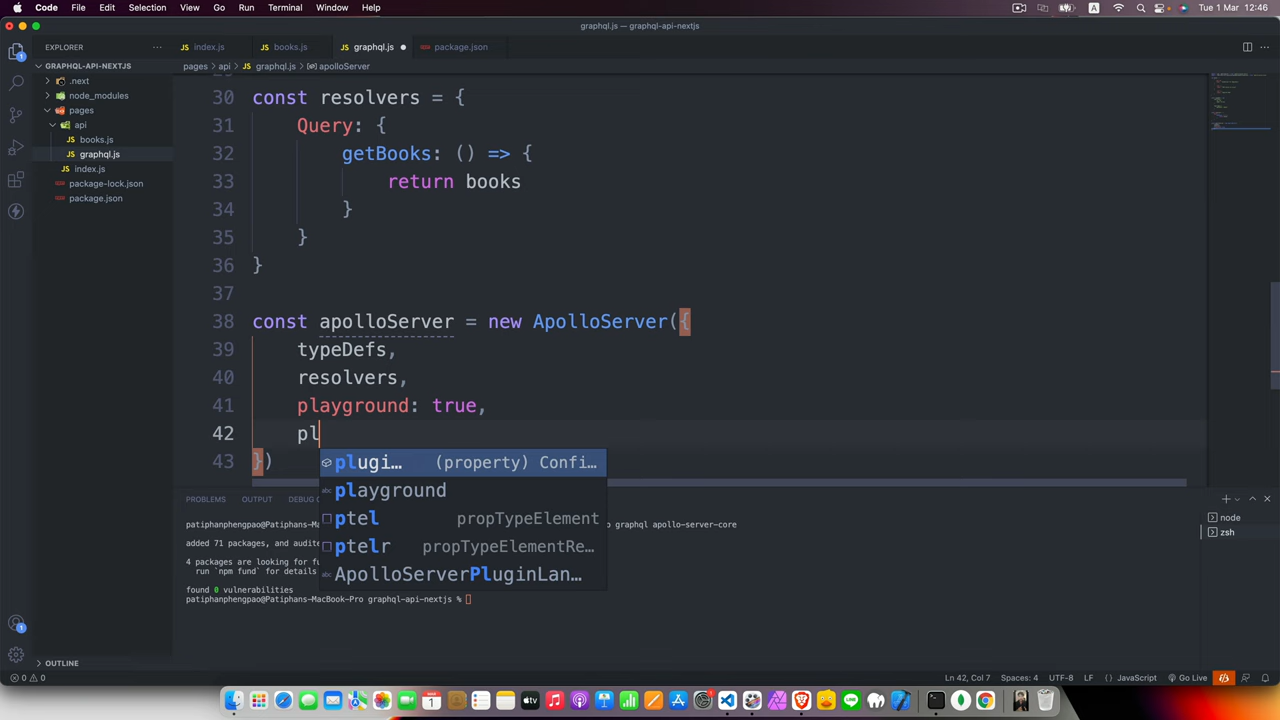 Code File Edit Selection View Go Run Terminal Window Help
A Tue 1 Mar 12:46
graphql.js — graphql-api-nextjs
EXPLORER
JS index.js
JS books.js
JS graphql.js
package.json
GRAPHQL-API-NEXTJS
pages > api > JS graphql.js > apolloServer
.next
node_modules
pages
api
JS books.js
JS graphql.js
JS index.js
package-lock.json
package.json
30 const resolvers = {
31 Query: {
32 getBooks: () => {
33 return books
34 }
35 }
36 }
37
38 const apolloServer = new ApolloServer({
39 typeDefs,
40 resolvers,
41 playground: true,
42 pl
43 })
plugi… (property) Confi…
abc playground
ptel propTypeElement
ptelr propTypeElementRe…
abc ApolloServerPluginLan…
PROBLEMS OUTPUT DEBUG
patiphanphengpao@Patiphans-Ma
o graphql apollo-server-core
added 71 packages, and audite
4 packages are looking for fu
run `npm fund` for details
found 0 vulnerabilities
patiphanphengpao@Patiphans-MacBook-Pro graphql-api-nextjs %
node
zsh
OUTLINE
0 0
Ln 42, Col 7 Spaces: 4 UTF-8 LF {} JavaScript Go Live